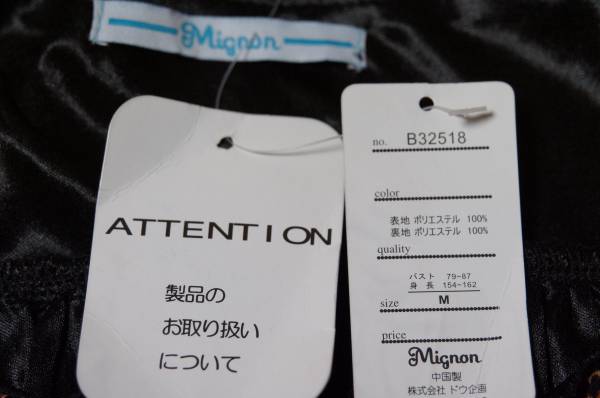 Mignon
ATTENTION
製品の
お取り扱い
について
no. B32518
color
表地 ポリエステル 100%
裏地 ポリエステル 100%
quality
バスト 79-87
身長 154-162
size M
price
Mignon
中国製
株式会社 ドウ企画